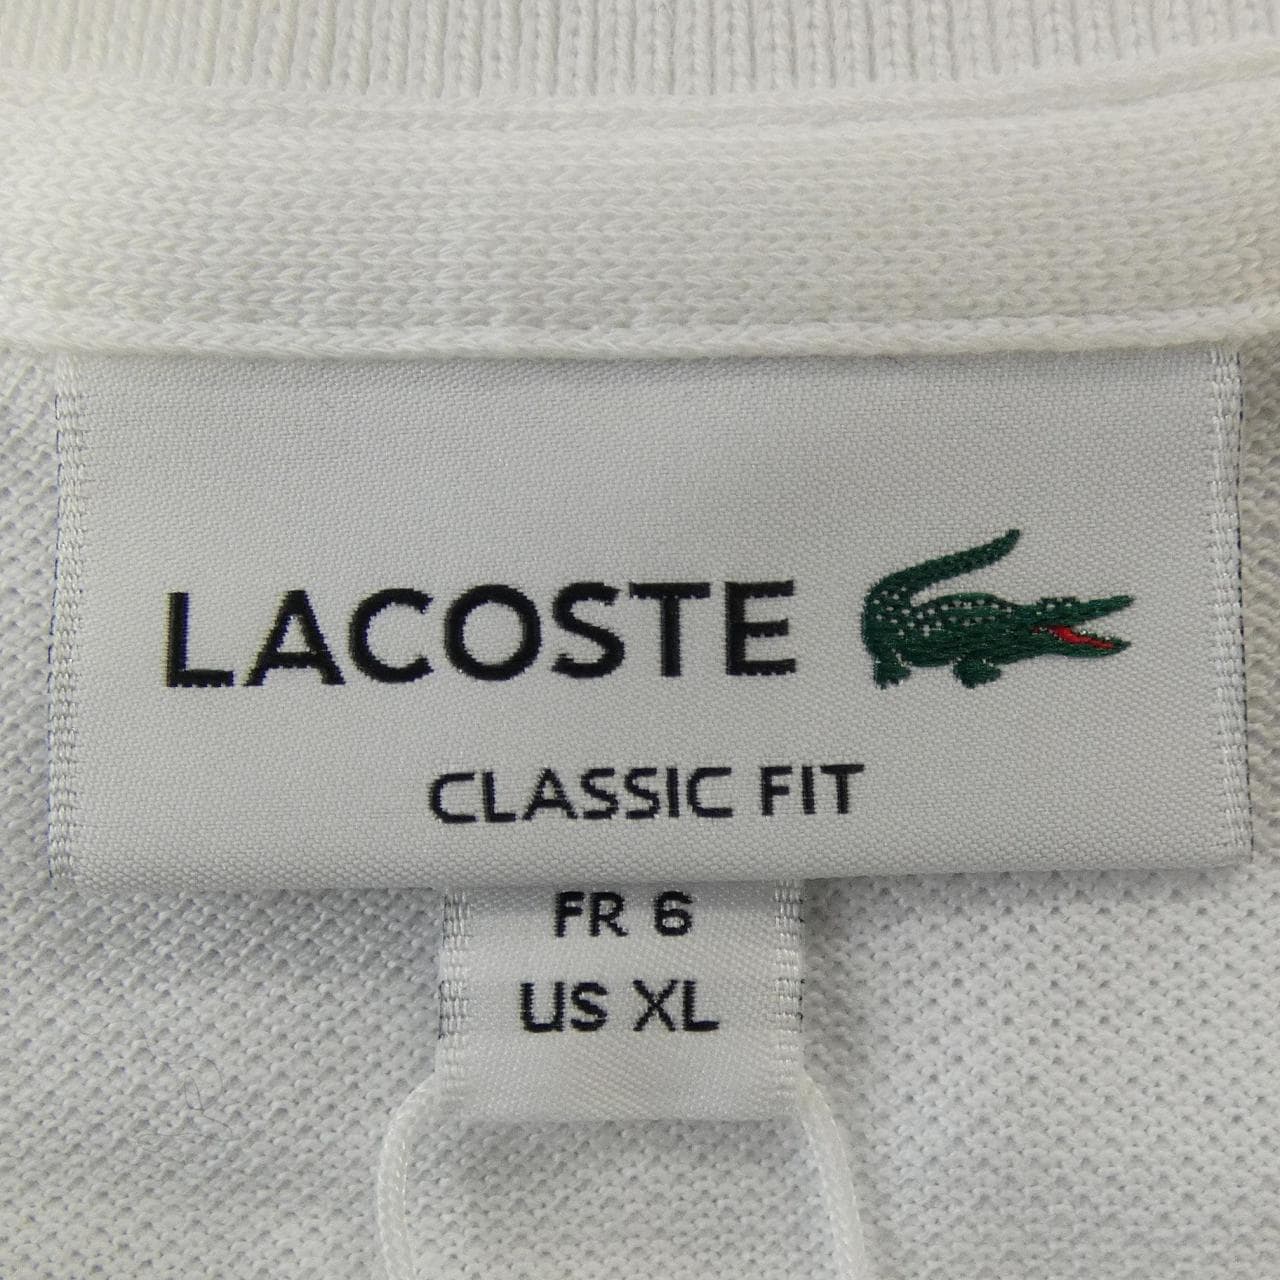 LACOSTE
CLASSIC FIT
FR 6
US XL